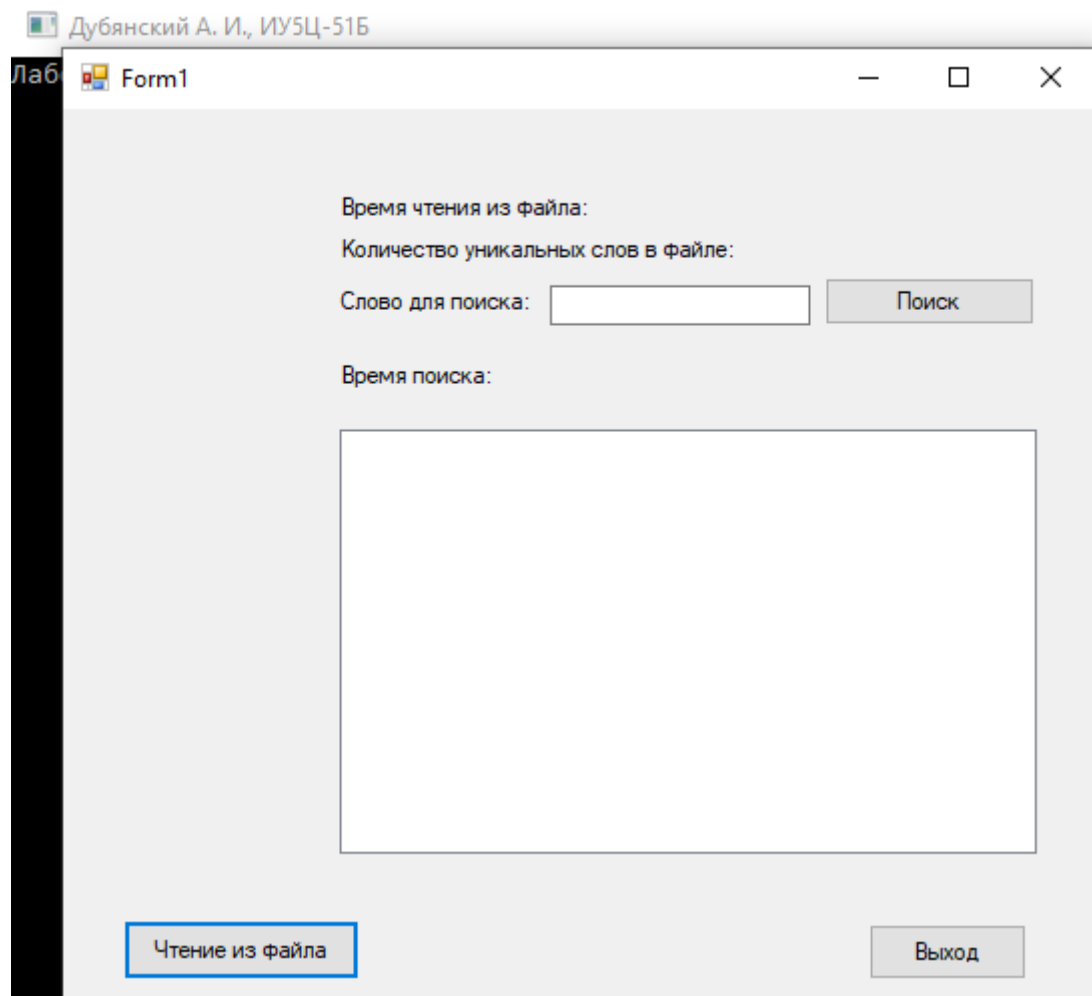 Дубянский А. И., ИУ5Ц-51Б
Form1
Время чтения из файла:
Количество уникальных слов в файле:
Слово для поиска:
Поиск
Время поиска:
Чтение из файла
Выход